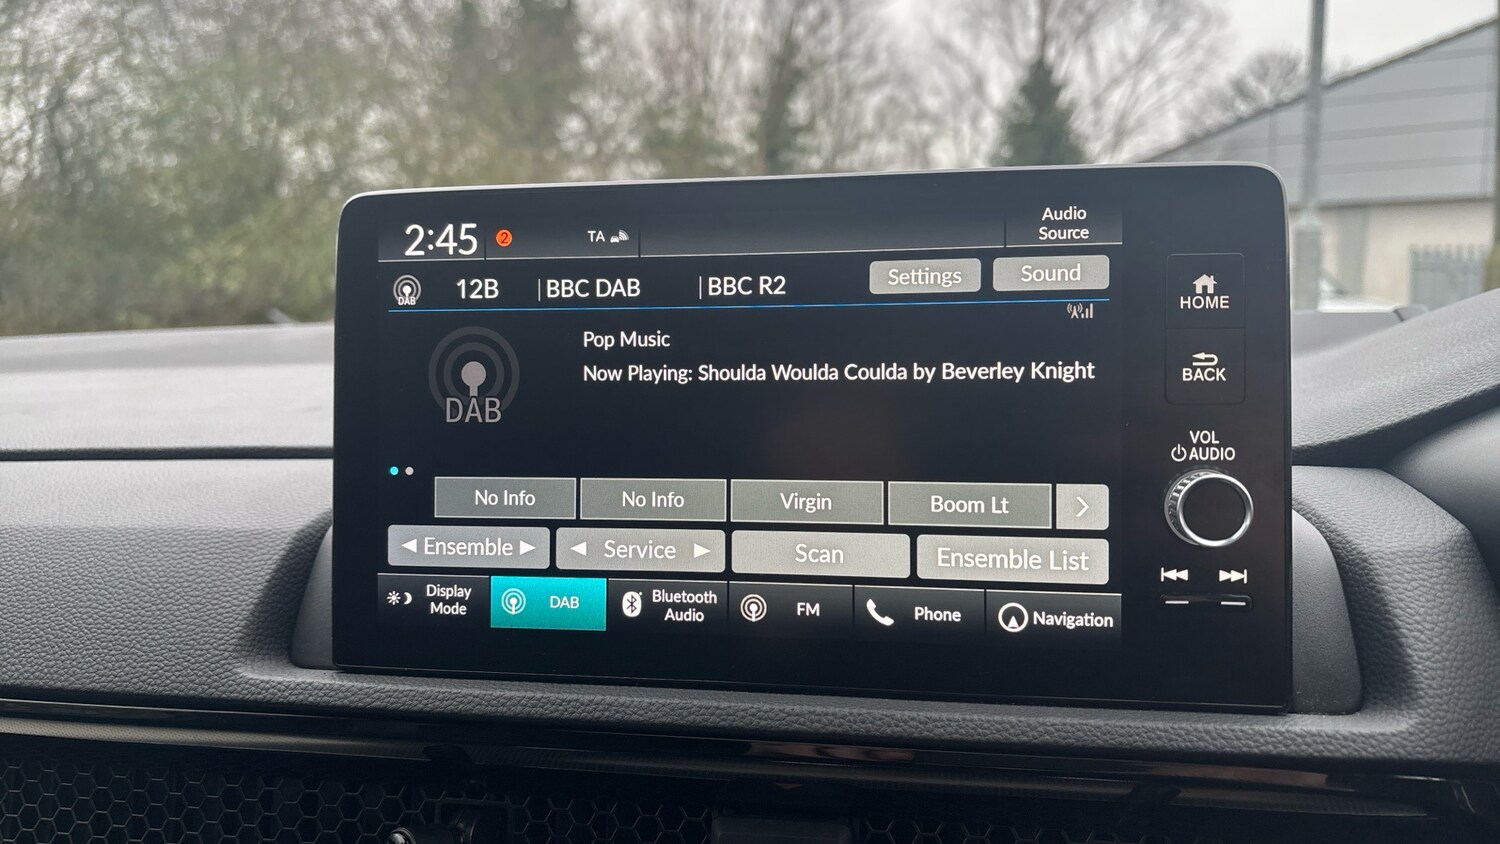 2:45
2
TA
Audio
Source
DAB
12B
BBC DAB
BBC R2
Settings
Sound
HOME
BACK
Pop Music
Now Playing: Shoulda Woulda Coulda by Beverley Knight
DAB
VOL
AUDIO
No Info
No Info
Virgin
Boom Lt
Ensemble
Service
Scan
Ensemble List
Display
Mode
DAB
Bluetooth
Audio
FM
Phone
Navigation